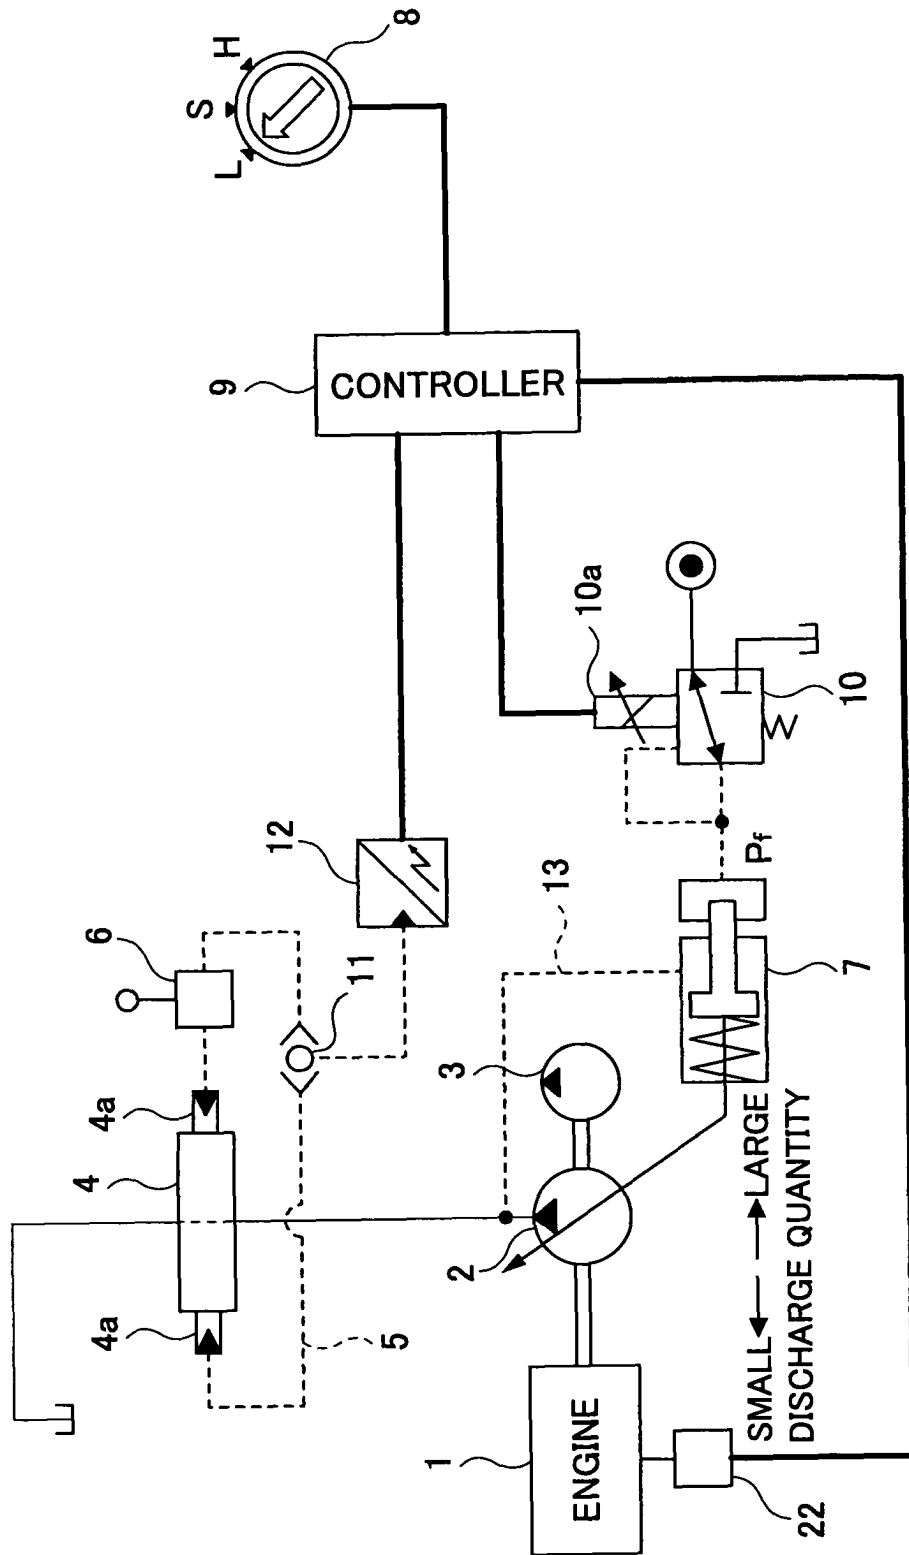 4a
4
4a
6
5
11
12
9
CONTROLLER
L
S
H
8
1
ENGINE
2
3
13
10a
22
SMALL LARGE
DISCHARGE QUANTITY
7
Pf
10